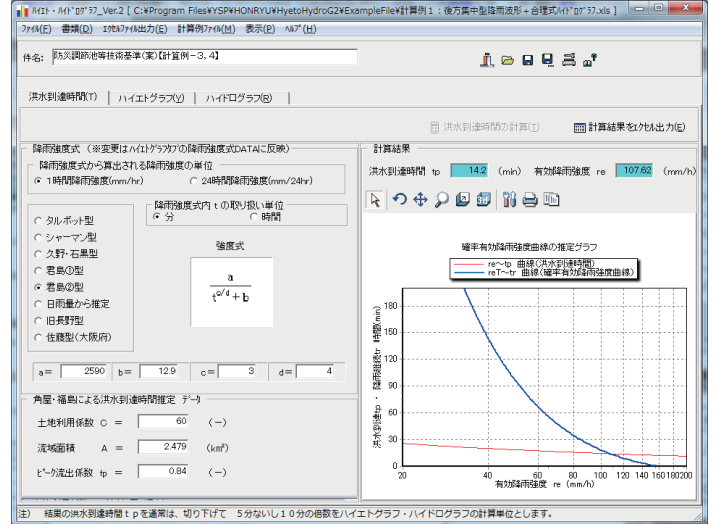 ﾊｲｴﾄ・ﾊｲﾄﾞﾛｸﾞﾗﾌ_Ver.2 [ C:¥Program Files¥YSP¥HONRYU¥HyetoHydroG2¥ExampleFile¥計算例1：後方集中型降雨波形+合理式ﾊｲﾄﾞﾛｸﾞﾗﾌ.xls ]
ﾌｧｲﾙ(F) 書類(D) ｴｸｾﾙﾌｧｲﾙ出力(E) 計算例ﾌｧｲﾙ(M) 表示(P) ﾍﾙﾌﾟ(H)
件名: 防災調節池等技術基準(案)【計算例-3,4】
洪水到達時間(T) ハイエトグラフ(Y) ハイドログラフ(R)
洪水到達時間の計算(T) 計算結果をｴｸｾﾙ出力(E)
降雨強度式 (※変更はﾊｲｴﾄｸﾞﾗﾌﾀﾌﾞの降雨強度式DATAに反映)
降雨強度式から算出される降雨強度の単位
1時間降雨強度(mm/hr) 24時間降雨強度(mm/24hr)
タルボット型
シャーマン型
久野・石黒型
君島①型
君島②型
日雨量から推定
旧長野型
佐藤型(大阪府)
降雨強度式内 t の取り扱い単位
分 時間
強度式
a
t^c/d + b
a= 2590 b= 12.9 c= 3 d= 4
角屋・福島による洪水到達時間推定 ﾃﾞｰﾀ
土地利用係数 C = 60 (-)
流域面積 A = 2.479 (km²)
ﾋﾟｰｸ流出係数 fp = 0.84 (-)
計算結果
洪水到達時間 tp 14.2 (min) 有効降雨強度 re 107.62 (mm/h)
確率有効降雨強度曲線の推定グラフ
re～tp 曲線(洪水到達時間)
reT～tr 曲線(確率有効降雨強度曲線)
洪水到達tp ・ 降雨継続tr 時間(min)
180
150
120
90
60
30
0
20 40 60 80 100 120 140 160 180 200
有効降雨強度 re (mm/h)
注) 結果の洪水到達時間tpを通常は、切り下げて 5分ないし10分の倍数をハイエトグラフ・ハイドログラフの計算単位とします。